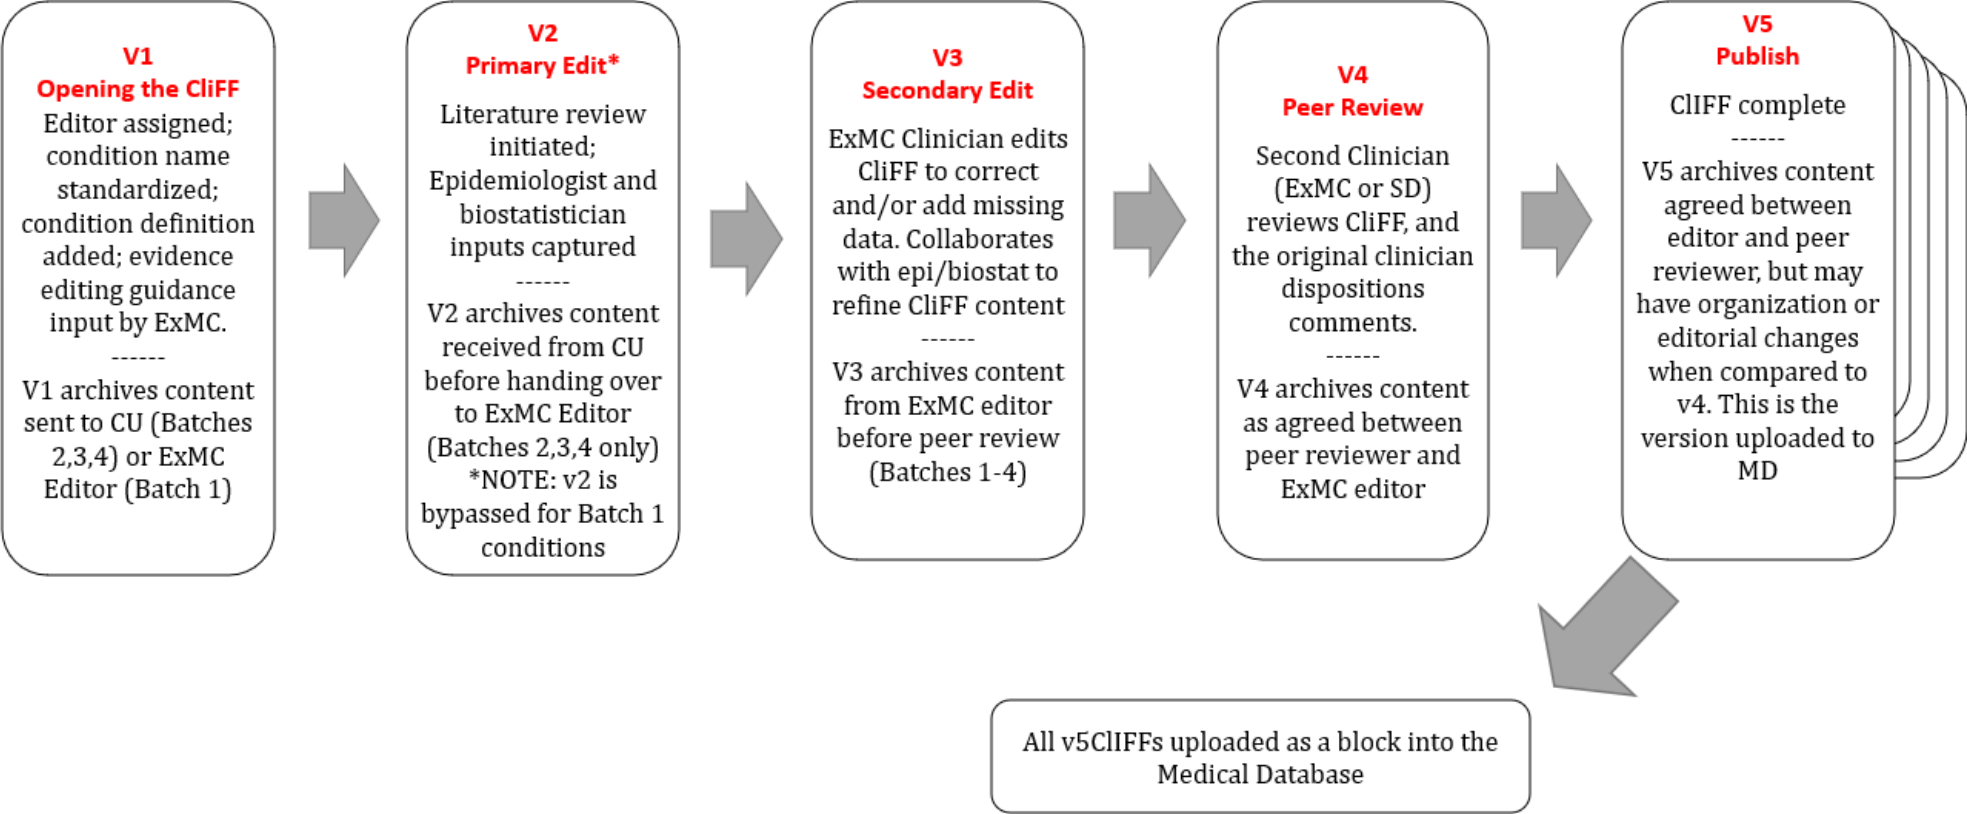 V1
Opening the CliFF
Editor assigned;
condition name
standardized;
condition definition
added; evidence
editing guidance
input by ExMC.
------
V1 archives content
sent to CU (Batches
2,3,4) or ExMC
Editor (Batch 1)
V2
Primary Edit*
Literature review
initiated;
Epidemiologist and
biostatistician
inputs captured
------
V2 archives content
received from CU
before handing over
to ExMC Editor
(Batches 2,3,4 only)
*NOTE: v2 is
bypassed for Batch 1
conditions
V3
Secondary Edit
ExMC Clinician edits
CliFF to correct
and/or add missing
data. Collaborates
with epi/biostat to
refine CliFF content
------
V3 archives content
from ExMC editor
before peer review
(Batches 1-4)
V4
Peer Review
Second Clinician
(ExMC or SD)
reviews CliFF, and
the original clinician
dispositions
comments.
------
V4 archives content
as agreed between
peer reviewer and
ExMC editor
V5
Publish
ClIFF complete
------
V5 archives content
agreed between
editor and peer
reviewer, but may
have organization or
editorial changes
when compared to
v4. This is the
version uploaded to
MD
All v5ClIFFs uploaded as a block into the
Medical Database